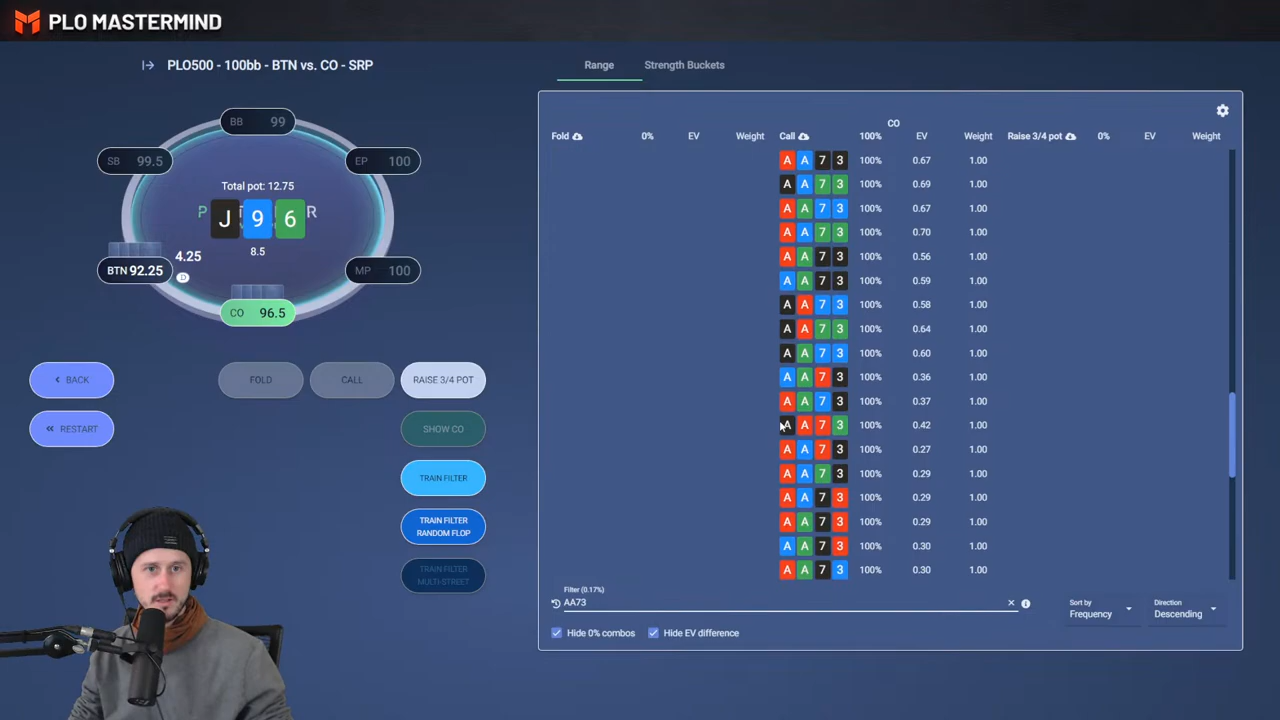 PLO MASTERMIND
PLO500 - 100bb - BTN vs. CO - SRP
BB 99
SB 99.5
EP 100
Total pot: 12.75
P R
J 9 6
8.5
4.25
BTN 92.25
D
MP 100
CO 96.5
< BACK
FOLD
CALL
RAISE 3/4 POT
« RESTART
SHOW CO
TRAIN FILTER
TRAIN FILTER
RANDOM FLOP
TRAIN FILTER
MULTI-STREET
Range Strength Buckets
CO
Fold 0% EV Weight Call 100% EV Weight Raise 3/4 pot 0% EV Weight
A A 7 3 100% 0.67 1.00
A A 7 3 100% 0.69 1.00
A A 7 3 100% 0.67 1.00
A A 7 3 100% 0.70 1.00
A A 7 3 100% 0.56 1.00
A A 7 3 100% 0.59 1.00
A A 7 3 100% 0.58 1.00
A A 7 3 100% 0.64 1.00
A A 7 3 100% 0.60 1.00
A A 7 3 100% 0.36 1.00
A A 7 3 100% 0.37 1.00
A A 7 3 100% 0.42 1.00
A A 7 3 100% 0.27 1.00
A A 7 3 100% 0.29 1.00
A A 7 3 100% 0.29 1.00
A A 7 3 100% 0.29 1.00
A A 7 3 100% 0.30 1.00
A A 7 3 100% 0.30 1.00
Filter (0.17%)
AA73
Sort by
Frequency
Direction
Descending
Hide 0% combos Hide EV difference